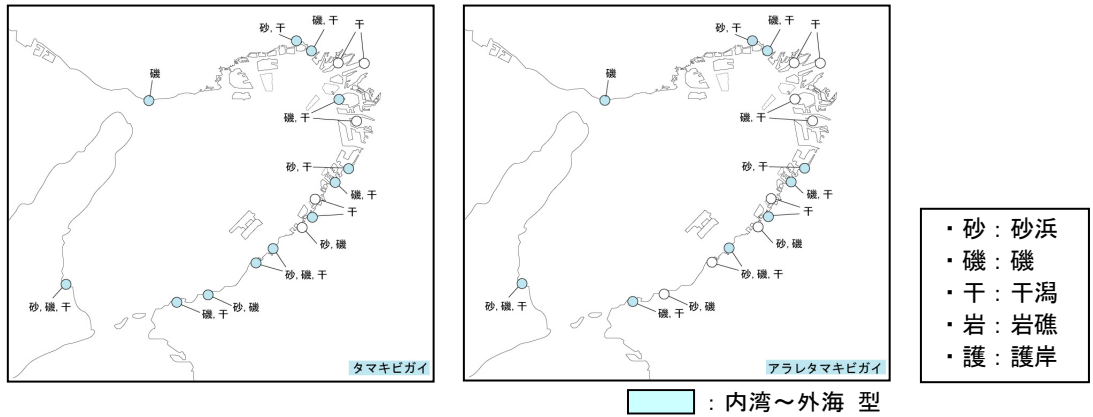 砂, 干
磯, 干
干
磯
磯, 干
砂, 干
磯, 干
干
砂, 磯
砂, 磯, 干
砂, 磯, 干
砂, 磯
磯, 干
タマキビガイ
砂, 干
磯, 干
干
磯
磯, 干
砂, 干
磯, 干
干
砂, 磯
砂, 磯, 干
砂, 磯, 干
砂, 磯
磯, 干
アラレタマキビガイ
・砂：砂浜
・磯：磯
・干：干潟
・岩：岩礁
・護：護岸
：内湾～外海 型